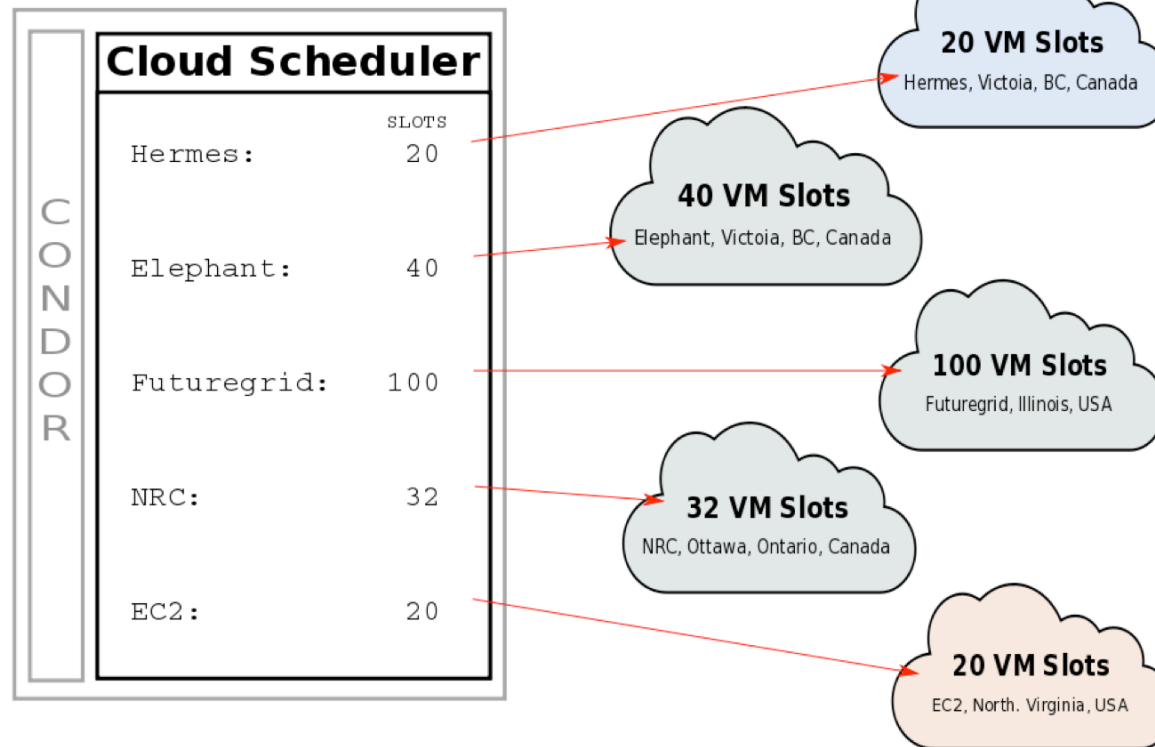 CONDOR
Cloud Scheduler
SLOTS
Hermes: 20
Elephant: 40
Futuregrid: 100
NRC: 32
EC2: 20
20 VM Slots
Hermes, Victoia, BC, Canada
40 VM Slots
Elephant, Victoia, BC, Canada
100 VM Slots
Futuregrid, Illinois, USA
32 VM Slots
NRC, Ottawa, Ontario, Canada
20 VM Slots
EC2, North. Virginia, USA